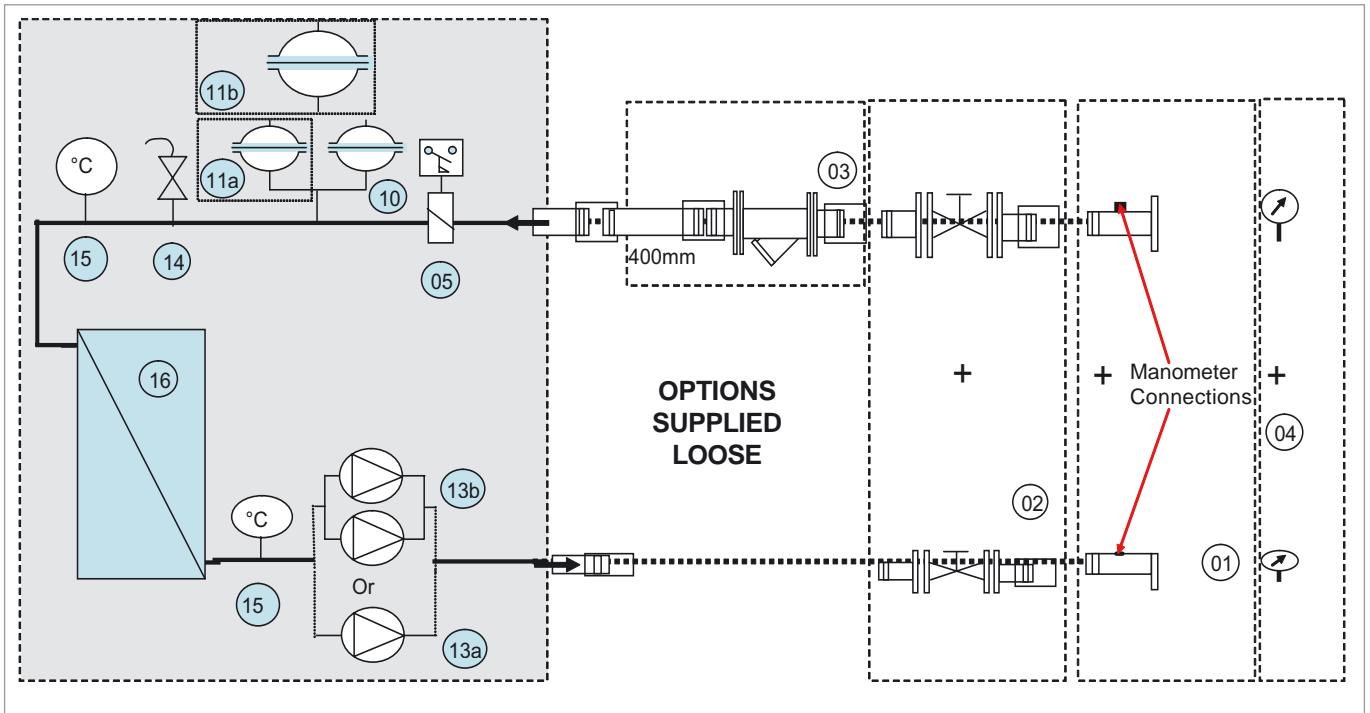 11b
11a
10
03
°C
15
14
05
400mm
16
OPTIONS
SUPPLIED
LOOSE
+
+
Manometer
Connections
+
04
°C
15
13b
Or
13a
02
01